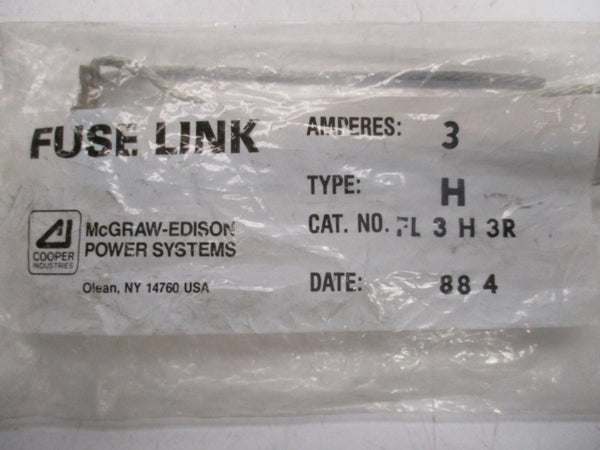 FUSE LINK
AMPERES: 3
TYPE: H
CAT. NO. FL 3 H 3R
DATE: 88 4
COOPER
INDUSTRIES
McGRAW-EDISON
POWER SYSTEMS
Olean, NY 14760 USA